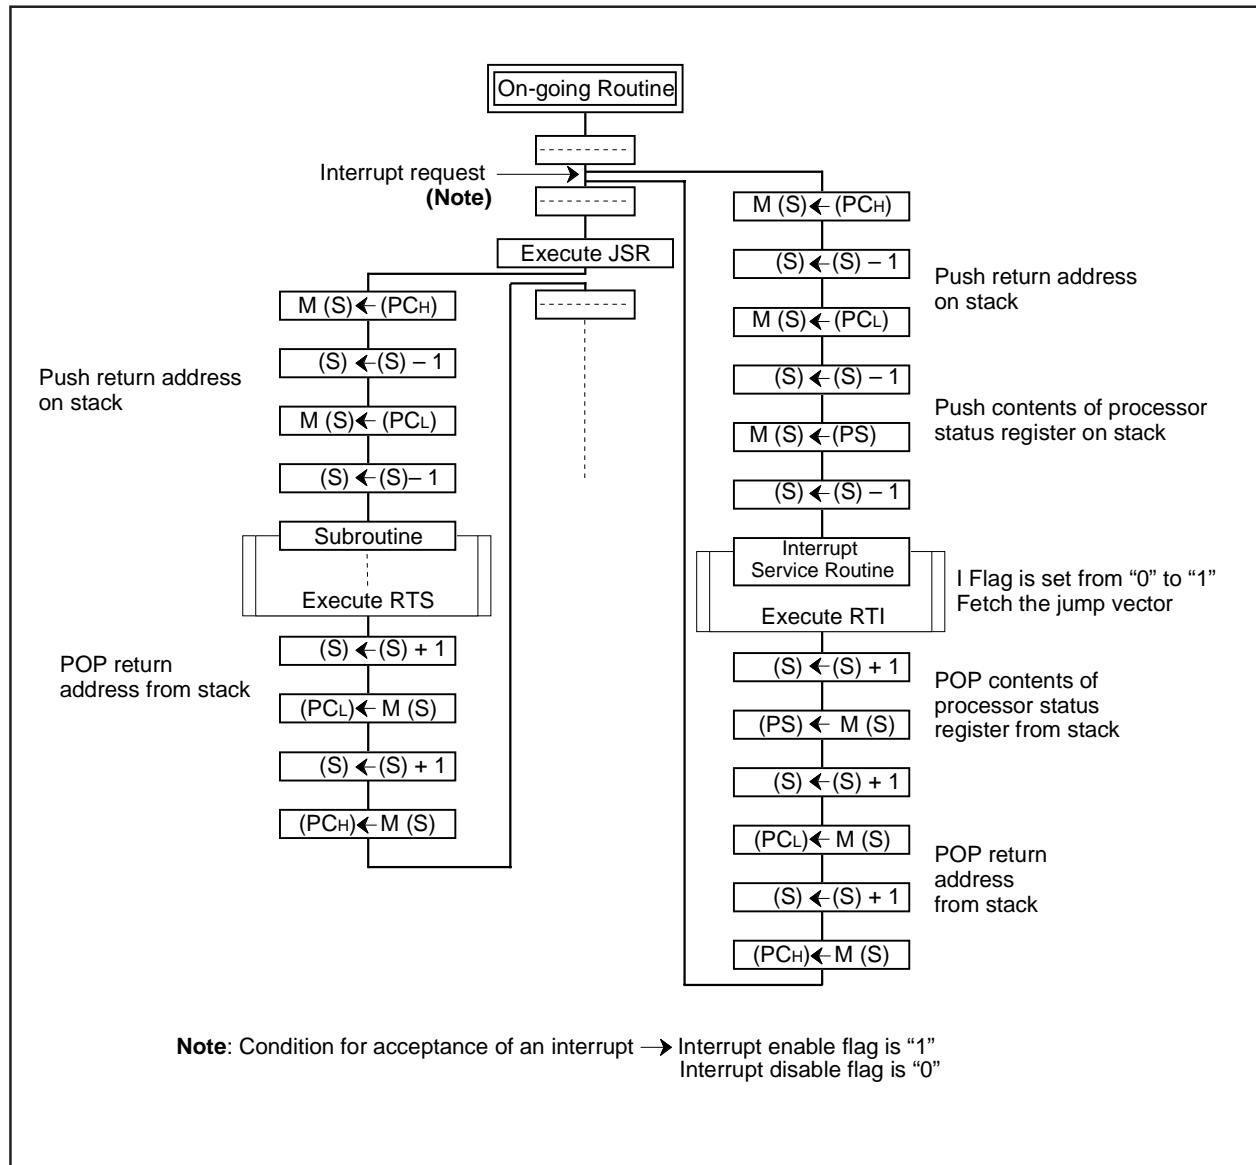 On-going Routine
Interrupt request
(Note)
Execute JSR
M (S) ← (PCH)
(S) ← (S) – 1
M (S) ← (PCL)
(S) ← (S)– 1
Push return address
on stack
Subroutine
Execute RTS
(S) ← (S) + 1
(PCL) ← M (S)
(S) ← (S) + 1
(PCH) ← M (S)
POP return
address from stack
M (S) ← (PCH)
(S) ← (S) – 1
M (S) ← (PCL)
(S) ← (S) – 1
M (S) ← (PS)
(S) ← (S) – 1
Push return address
on stack
Push contents of processor
status register on stack
Interrupt
Service Routine
Execute RTI
I Flag is set from “0” to “1”
Fetch the jump vector
(S) ← (S) + 1
(PS) ← M (S)
(S) ← (S) + 1
(PCL) ← M (S)
(S) ← (S) + 1
(PCH) ← M (S)
POP contents of
processor status
register from stack
POP return
address
from stack
Note: Condition for acceptance of an interrupt → Interrupt enable flag is “1”
Interrupt disable flag is “0”